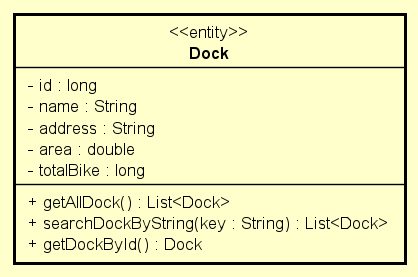 <<entity>>
Dock
- id : long
- name : String
- address : String
- area : double
- totalBike : long
+ getAllDock() : List<Dock>
+ searchDockByString(key : String) : List<Dock>
+ getDockById() : Dock